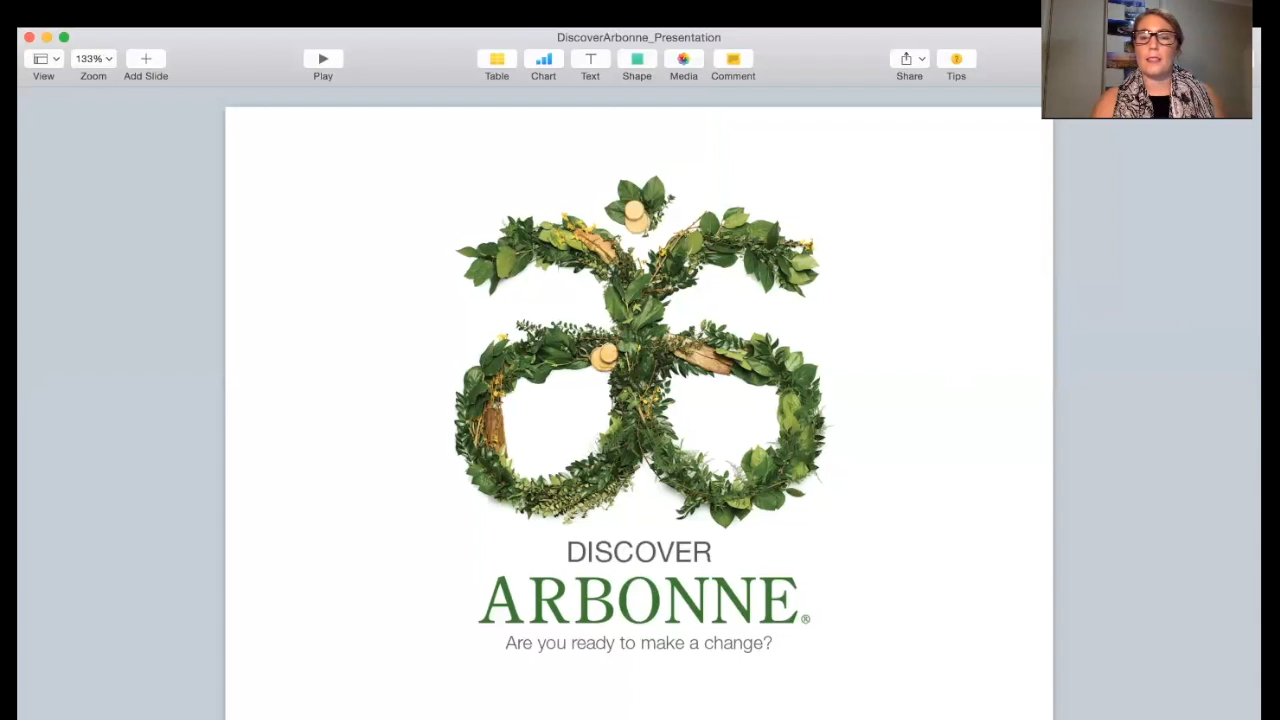 DiscoverArbonne_Presentation
133%
View
Zoom
Add Slide
Play
Table
Chart
Text
Shape
Media
Comment
Share
Tips
DISCOVER
ARBONNE®
Are you ready to make a change?